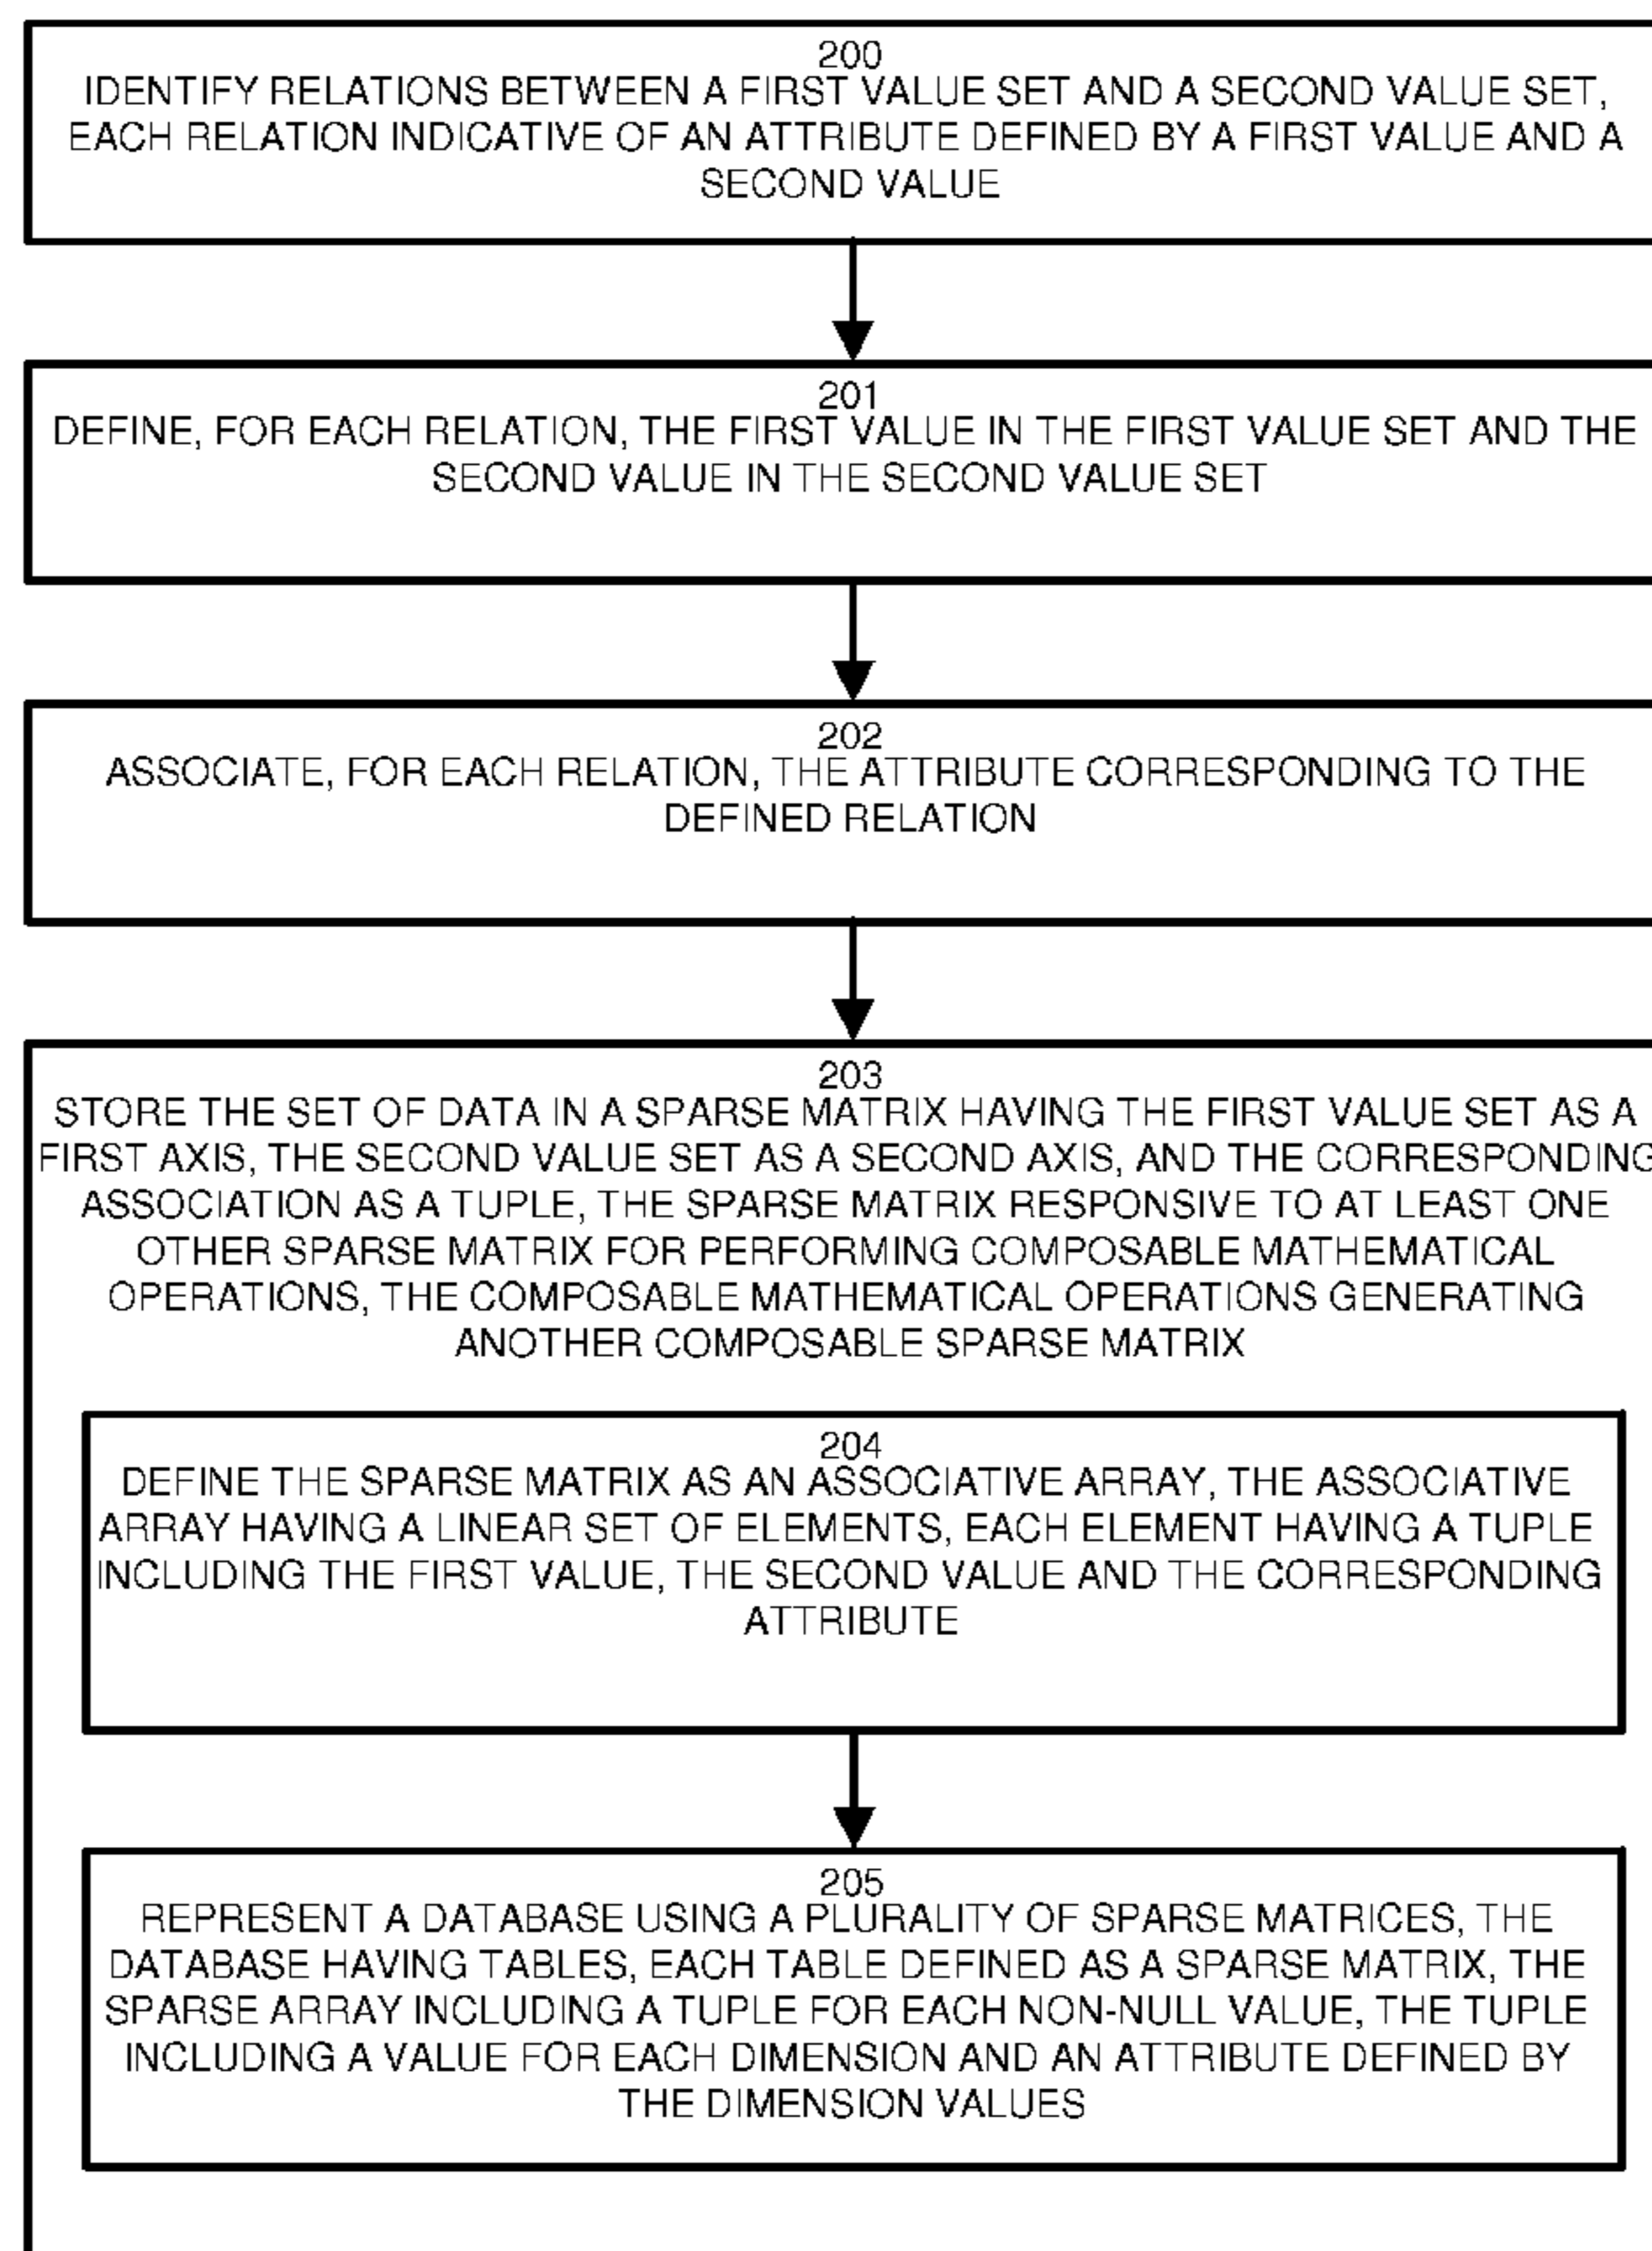 200
IDENTIFY RELATIONS BETWEEN A FIRST VALUE SET AND A SECOND VALUE SET,
EACH RELATION INDICATIVE OF AN ATTRIBUTE DEFINED BY A FIRST VALUE AND A
SECOND VALUE
201
DEFINE, FOR EACH RELATION, THE FIRST VALUE IN THE FIRST VALUE SET AND THE
SECOND VALUE IN THE SECOND VALUE SET
202
ASSOCIATE, FOR EACH RELATION, THE ATTRIBUTE CORRESPONDING TO THE
DEFINED RELATION
203
STORE THE SET OF DATA IN A SPARSE MATRIX HAVING THE FIRST VALUE SET AS A
FIRST AXIS, THE SECOND VALUE SET AS A SECOND AXIS, AND THE CORRESPONDING
ASSOCIATION AS A TUPLE, THE SPARSE MATRIX RESPONSIVE TO AT LEAST ONE
OTHER SPARSE MATRIX FOR PERFORMING COMPOSABLE MATHEMATICAL
OPERATIONS, THE COMPOSABLE MATHEMATICAL OPERATIONS GENERATING
ANOTHER COMPOSABLE SPARSE MATRIX
204
DEFINE THE SPARSE MATRIX AS AN ASSOCIATIVE ARRAY, THE ASSOCIATIVE
ARRAY HAVING A LINEAR SET OF ELEMENTS, EACH ELEMENT HAVING A TUPLE
INCLUDING THE FIRST VALUE, THE SECOND VALUE AND THE CORRESPONDING
ATTRIBUTE
205
REPRESENT A DATABASE USING A PLURALITY OF SPARSE MATRICES, THE
DATABASE HAVING TABLES, EACH TABLE DEFINED AS A SPARSE MATRIX, THE
SPARSE ARRAY INCLUDING A TUPLE FOR EACH NON-NULL VALUE, THE TUPLE
INCLUDING A VALUE FOR EACH DIMENSION AND AN ATTRIBUTE DEFINED BY
THE DIMENSION VALUES